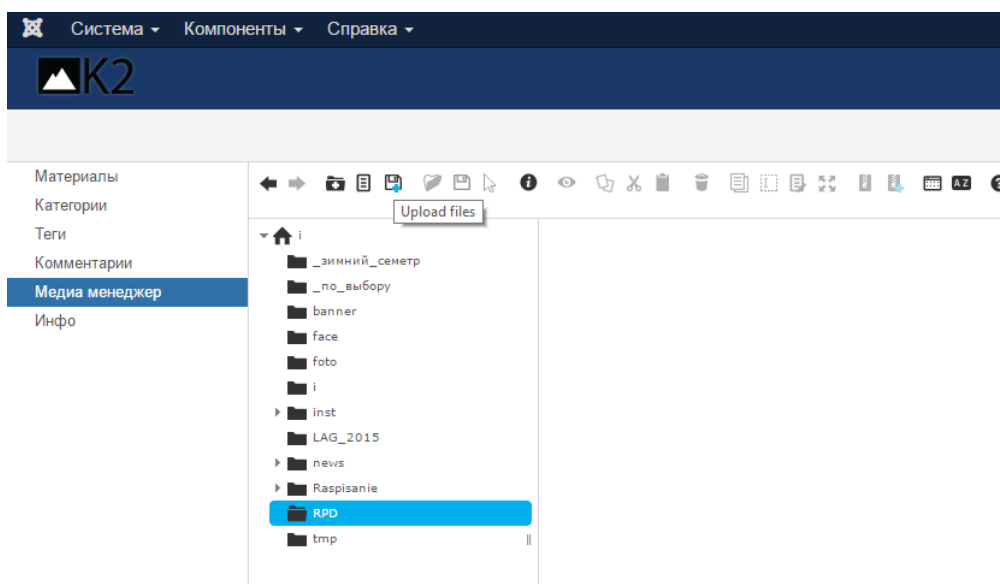 Система Компоненты Справка
K2
Материалы
Категории
Теги
Комментарии
Медиа менеджер
Инфо
AZ
Upload files
i
_зимний_семетр
_по_выбору
banner
face
foto
i
inst
LAG_2015
news
Raspisanie
RPD
tmp